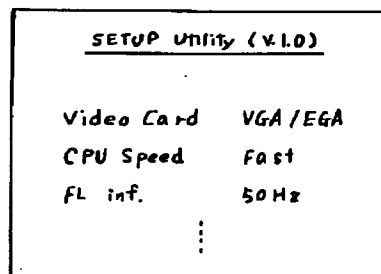 SETUP Utility (V.1.0)
Video Card VGA/EGA
CPU Speed Fast
FL inf. 50Hz